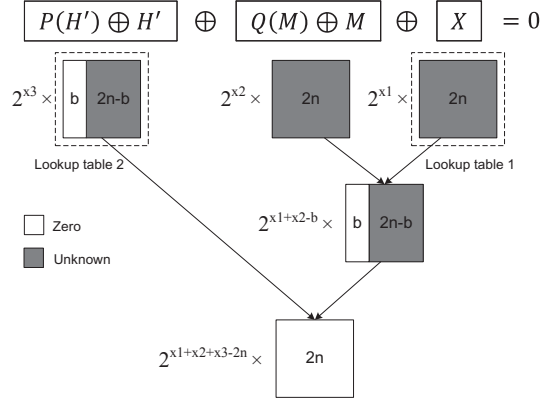 P(H′) ⊕ H′ ⊕ Q(M) ⊕ M ⊕ X = 0
2^{x3} × b 2n-b 2^{x2} × 2n 2^{x1} × 2n
Lookup table 2 Lookup table 1
2^{x1+x2-b} × b 2n-b
Zero
Unknown
2^{x1+x2+x3-2n} × 2n